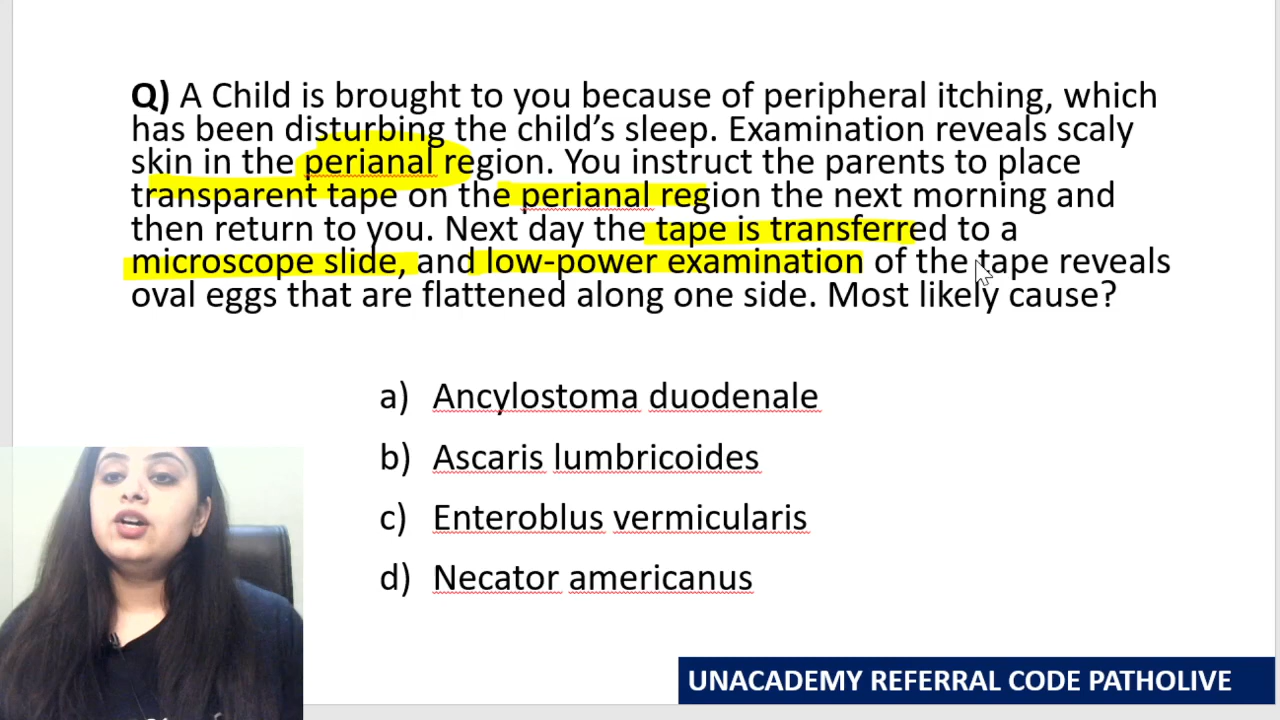 Q) A Child is brought to you because of peripheral itching, which
has been disturbing the child's sleep. Examination reveals scaly
skin in the perianal region. You instruct the parents to place
transparent tape on the perianal region the next morning and
then return to you. Next day the tape is transferred to a
microscope slide, and low-power examination of the tape reveals
oval eggs that are flattened along one side. Most likely cause?
a) Ancylostoma duodenale
b) Ascaris lumbricoides
c) Enteroblus vermicularis
d) Necator americanus
UNACADEMY REFERRAL CODE PATHOLIVE